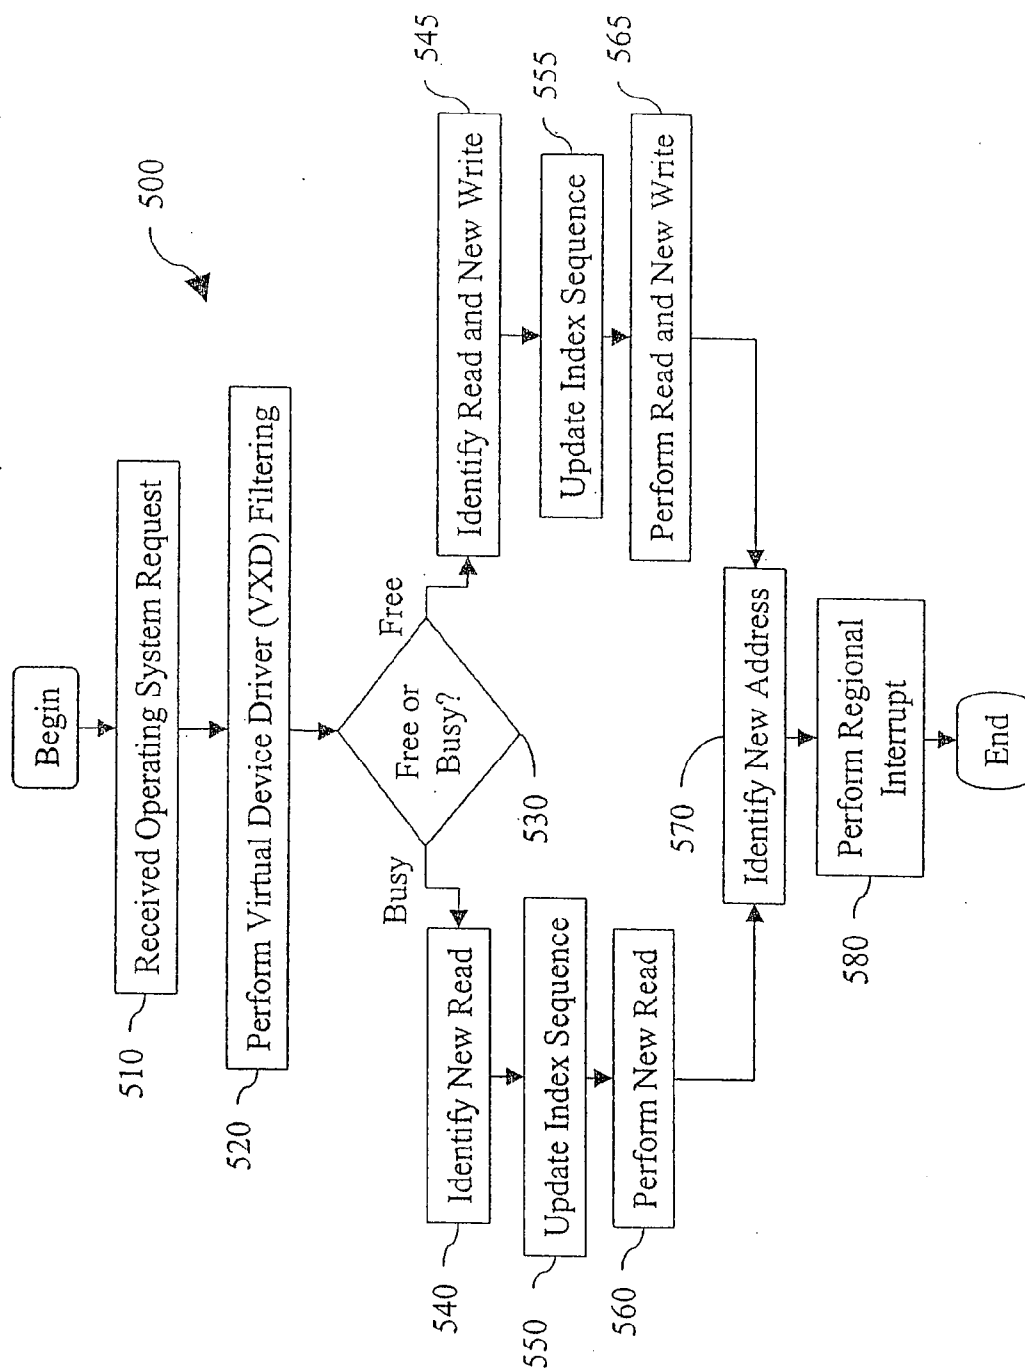 500
Begin
Received Operating System Request
510
Perform Virtual Device Driver (VXD) Filtering
520
Free or
Busy?
530
Busy
Free
Identify New Read
540
Identify Read and New Write
545
Update Index Sequence
550
Update Index Sequence
555
Perform New Read
560
Perform Read and New Write
565
Identify New Address
570
Perform Regional
Interrupt
580
End